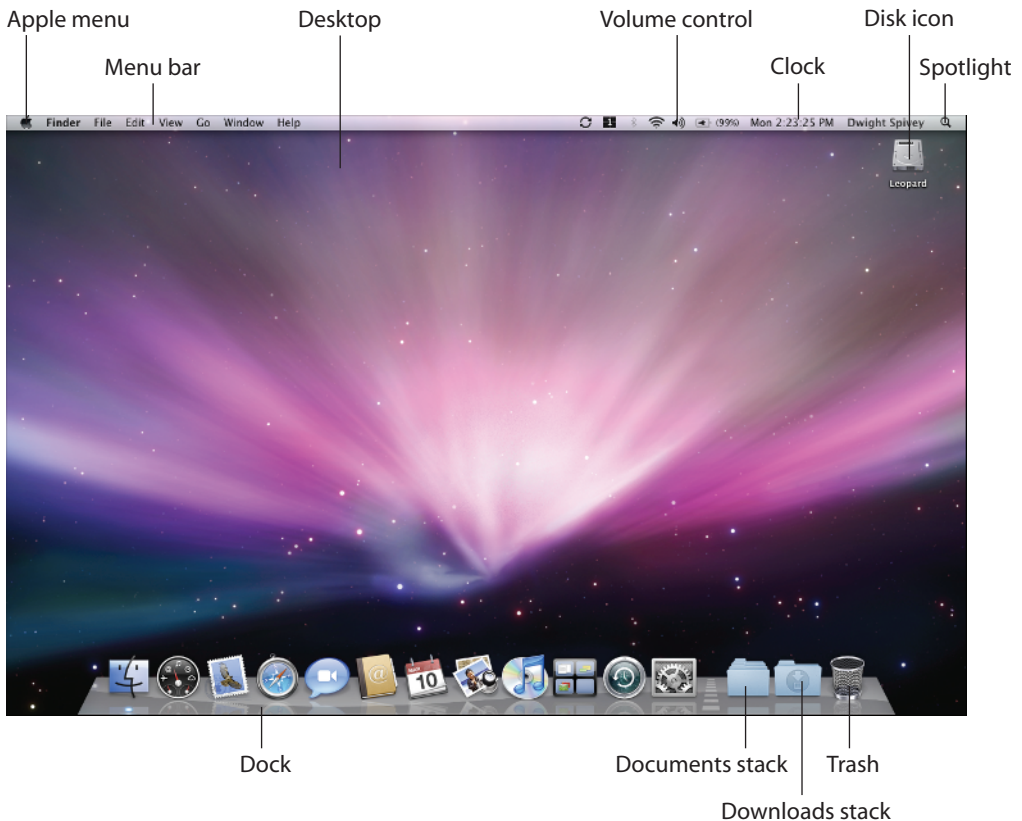 Apple menu
Desktop
Volume control
Disk icon
Menu bar
Clock
Spotlight
Finder File Edit View Go Window Help
1 (99%) Mon 2:23:25 PM Dwight Spivey
Leopard
@
10
Dock
Documents stack
Trash
Downloads stack